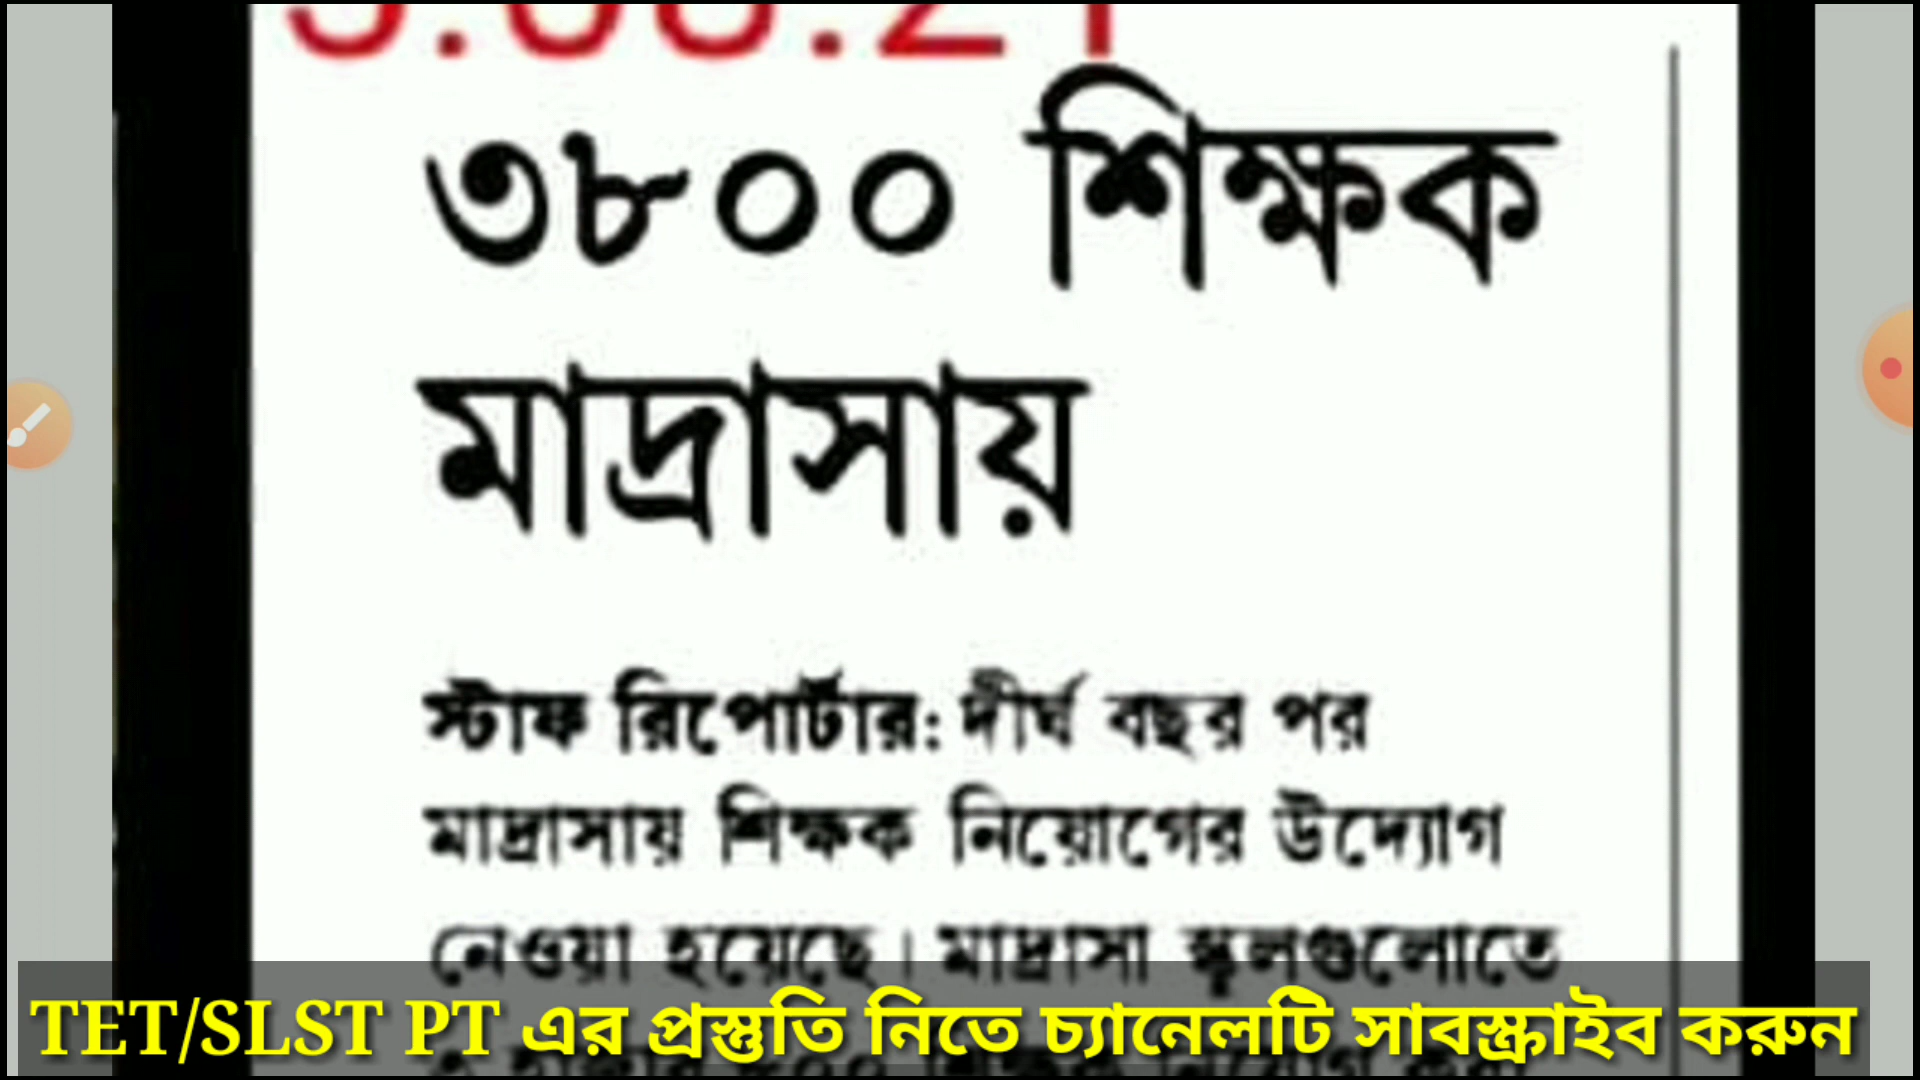 ৩৮০০ শিক্ষক
মাদ্রাসায়
স্টাফ রিপোর্টার: দীর্ঘ বছর পর
মাদ্রাসায় শিক্ষক নিয়োগের উদ্যোগ
নেওয়া হয়েছে। মাদ্রাসা স্কুলগুলোতে
TET/SLST PT এর প্রস্তুতি নিতে চ্যানেলটি সাবস্ক্রাইব করুন